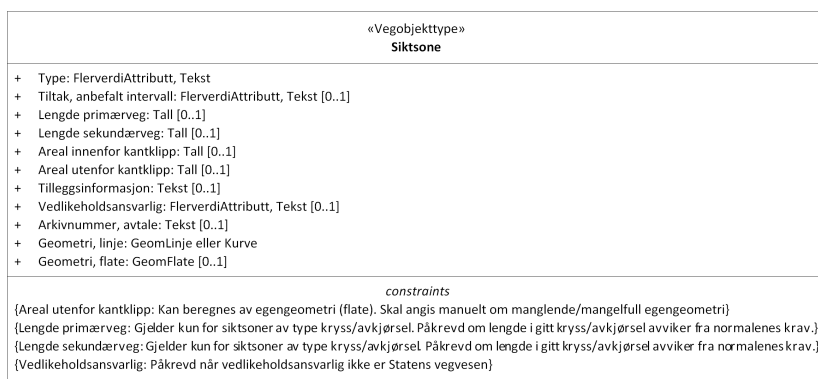 «Vegobjekttype»
Siktsone
+ Type: FlerverdiAttributt, Tekst
+ Tiltak, anbefalt intervall: FlerverdiAttributt, Tekst [0..1]
+ Lengde primærveg: Tall [0..1]
+ Lengde sekundærveg: Tall [0..1]
+ Areal innenfor kantklipp: Tall [0..1]
+ Areal utenfor kantklipp: Tall [0..1]
+ Tilleggsinformasjon: Tekst [0..1]
+ Vedlikeholdsansvarlig: FlerverdiAttributt, Tekst [0..1]
+ Arkivnummer, avtale: Tekst [0..1]
+ Geometri, linje: GeomLinje eller Kurve
+ Geometri, flate: GeomFlate [0..1]
constraints
{Areal utenfor kantklipp: Kan beregnes av egengeometri (flate). Skal angis manuelt om manglende/mangelfull egengeometri}
{Lengde primærveg: Gjelder kun for siktsoner av type kryss/avkjørsel. Påkrevd om lengde i gitt kryss/avkjørsel avviker fra normalenes krav.}
{Lengde sekundærveg: Gjelder kun for siktsoner av type kryss/avkjørsel. Påkrevd om lengde i gitt kryss/avkjørsel avviker fra normalenes krav.}
{Vedlikeholdsansvarlig: Påkrevd når vedlikeholdsansvarlig ikke er Statens vegvesen}